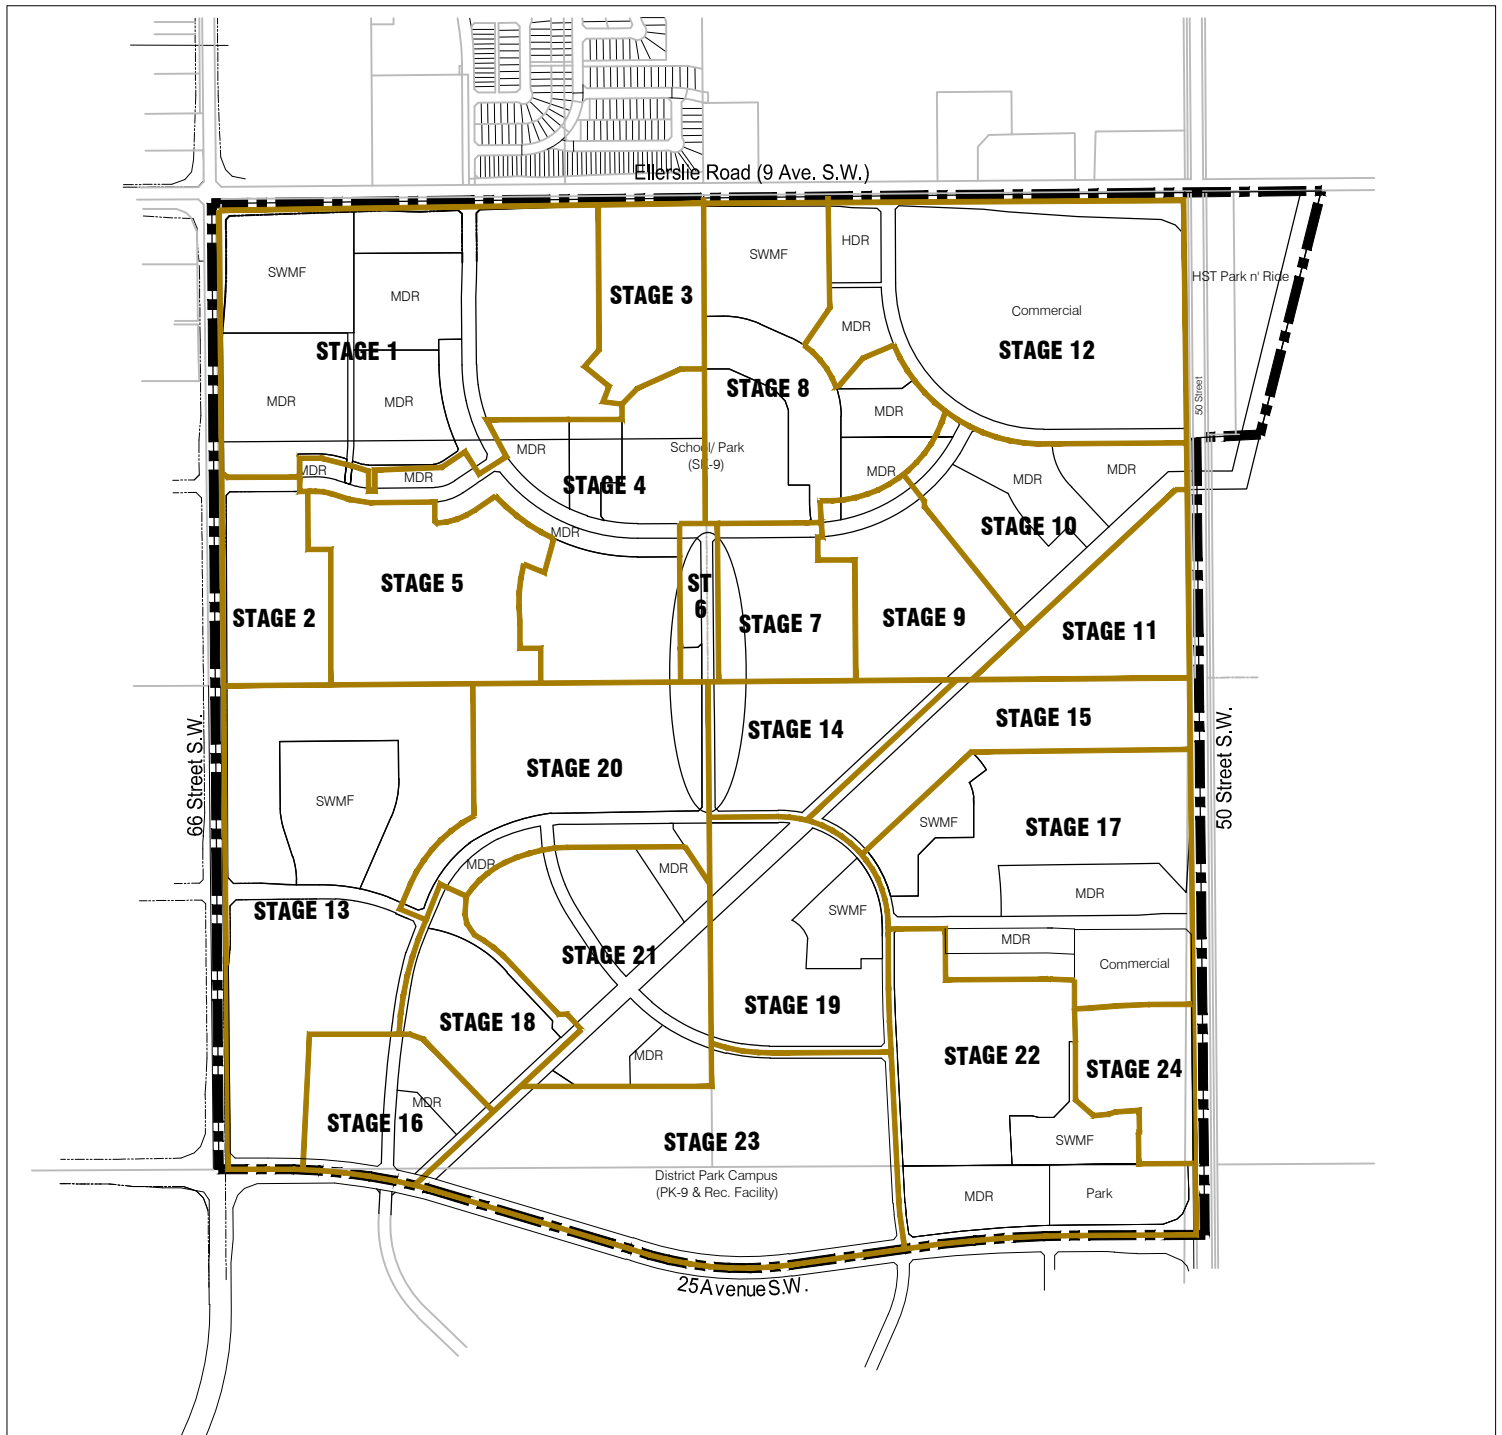 Ellerslie Road (9 Ave. S.W.)
SWMF
MDR
STAGE 1
MDR
MDR
STAGE 3
SWMF
HDR
MDR
Commercial
STAGE 12
HST Park n' Ride
50 Street
STAGE 8
MDR
MDR
School/ Park
(SK-9)
MDR
STAGE 4
MDR
MDR
MDR
MDR
MDR
STAGE 10
STAGE 2
STAGE 5
ST
6
STAGE 7
STAGE 9
STAGE 11
66 Street S.W.
50 Street S.W.
STAGE 14
STAGE 15
STAGE 20
SWMF
SWMF
STAGE 17
MDR
MDR
MDR
STAGE 13
SWMF
MDR
Commercial
STAGE 21
STAGE 19
STAGE 18
MDR
STAGE 22
STAGE 24
MDR
STAGE 16
STAGE 23
SWMF
District Park Campus
(PK-9 & Rec. Facility)
MDR
Park
25 Avenue S.W.